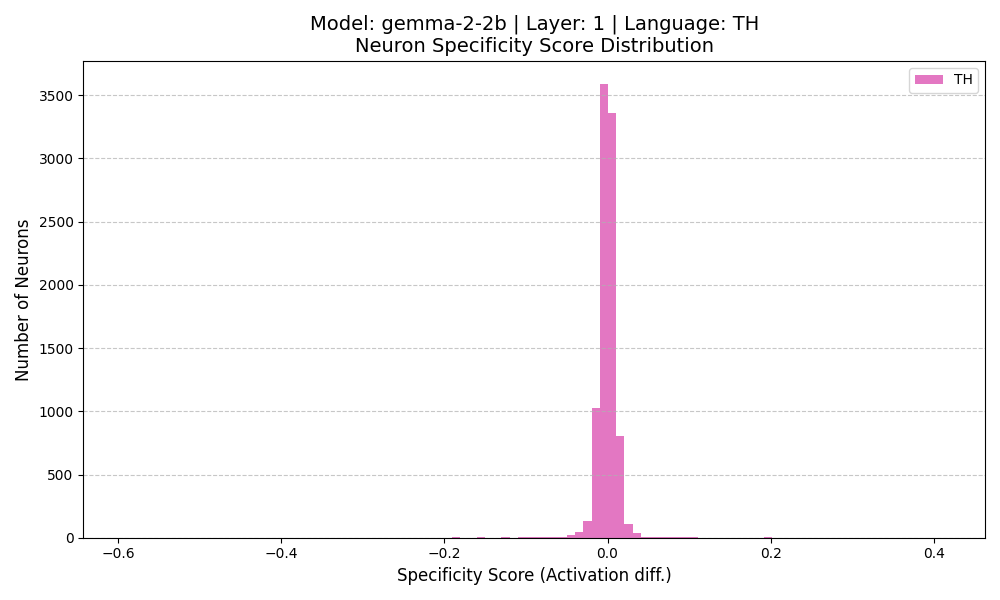 Model: gemma-2-2b | Layer: 1 | Language: TH
Neuron Specificity Score Distribution
TH
Number of Neurons
3500
3000
2500
2000
1500
1000
500
0
−0.6
−0.4
−0.2
0.0
0.2
0.4
Specificity Score (Activation diff.)